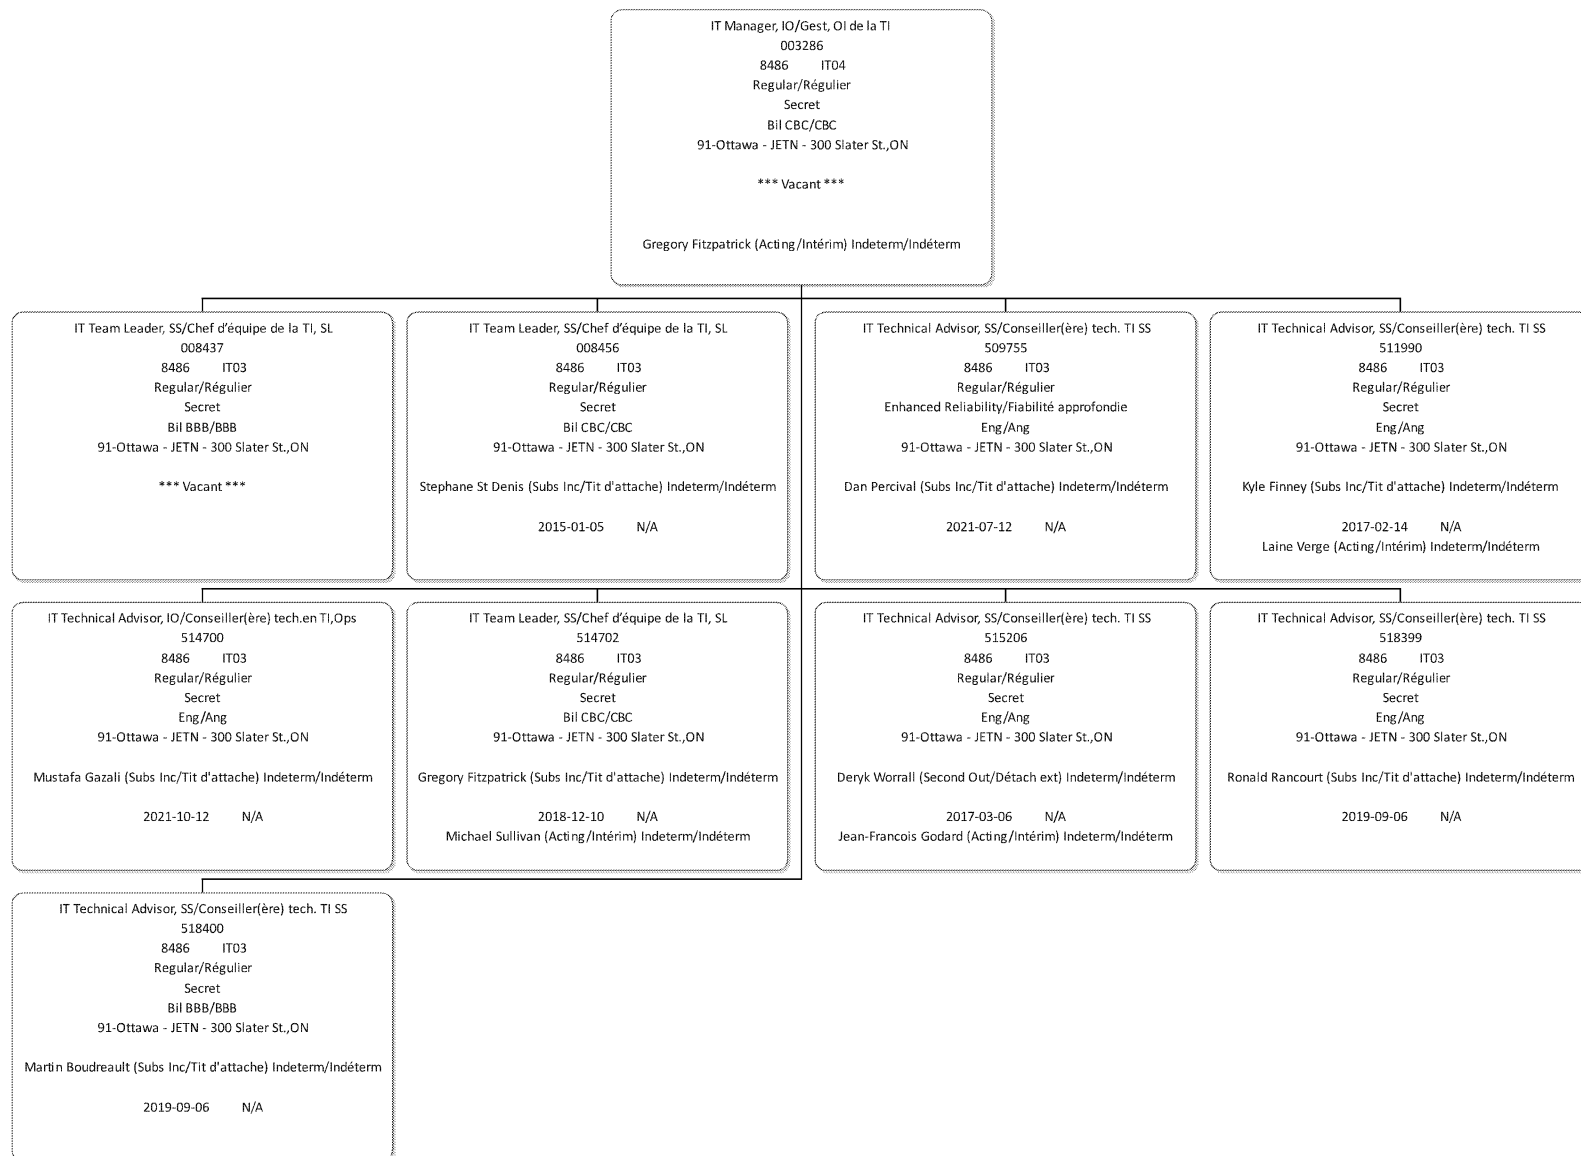 IT Manager, IO/Gest, OI de la TI
003286
8486 IT04
Regular/Régulier
Secret
Bil CBC/CBC
91-Ottawa - JETN - 300 Slater St.,ON
*** Vacant ***
Gregory Fitzpatrick (Acting/Intérim) Indeterm/Indéterm
IT Team Leader, SS/Chef d'équipe de la TI, SL
008437
8486 IT03
Regular/Régulier
Secret
Bil BBB/BBB
91-Ottawa - JETN - 300 Slater St.,ON
*** Vacant ***
IT Team Leader, SS/Chef d'équipe de la TI, SL
008456
8486 IT03
Regular/Régulier
Secret
Bil CBC/CBC
91-Ottawa - JETN - 300 Slater St.,ON
Stephane St Denis (Subs Inc/Tit d'attache) Indeterm/Indéterm
2015-01-05 N/A
IT Technical Advisor, SS/Conseiller(ère) tech. TI SS
509755
8486 IT03
Regular/Régulier
Enhanced Reliability/Fiabilité approfondie
Eng/Ang
91-Ottawa - JETN - 300 Slater St.,ON
Dan Percival (Subs Inc/Tit d'attache) Indeterm/Indéterm
2021-07-12 N/A
IT Technical Advisor, SS/Conseiller(ère) tech. TI SS
511990
8486 IT03
Regular/Régulier
Secret
Eng/Ang
91-Ottawa - JETN - 300 Slater St.,ON
Kyle Finney (Subs Inc/Tit d'attache) Indeterm/Indéterm
2017-02-14 N/A
Laine Verge (Acting/Intérim) Indeterm/Indéterm
IT Technical Advisor, IO/Conseiller(ère) tech.en TI,Ops
514700
8486 IT03
Regular/Régulier
Secret
Eng/Ang
91-Ottawa - JETN - 300 Slater St.,ON
Mustafa Gazali (Subs Inc/Tit d'attache) Indeterm/Indéterm
2021-10-12 N/A
IT Team Leader, SS/Chef d'équipe de la TI, SL
514702
8486 IT03
Regular/Régulier
Secret
Bil CBC/CBC
91-Ottawa - JETN - 300 Slater St.,ON
Gregory Fitzpatrick (Subs Inc/Tit d'attache) Indeterm/Indéterm
2018-12-10 N/A
Michael Sullivan (Acting/Intérim) Indeterm/Indéterm
IT Technical Advisor, SS/Conseiller(ère) tech. TI SS
515206
8486 IT03
Regular/Régulier
Secret
Eng/Ang
91-Ottawa - JETN - 300 Slater St.,ON
Deryk Worrall (Second Out/Détach ext) Indeterm/Indéterm
2017-03-06 N/A
Jean-Francois Godard (Acting/Intérim) Indeterm/Indéterm
IT Technical Advisor, SS/Conseiller(ère) tech. TI SS
518399
8486 IT03
Regular/Régulier
Secret
Eng/Ang
91-Ottawa - JETN - 300 Slater St.,ON
Ronald Rancourt (Subs Inc/Tit d'attache) Indeterm/Indéterm
2019-09-06 N/A
IT Technical Advisor, SS/Conseiller(ère) tech. TI SS
518400
8486 IT03
Regular/Régulier
Secret
Bil BBB/BBB
91-Ottawa - JETN - 300 Slater St.,ON
Martin Boudreault (Subs Inc/Tit d'attache) Indeterm/Indéterm
2019-09-06 N/A